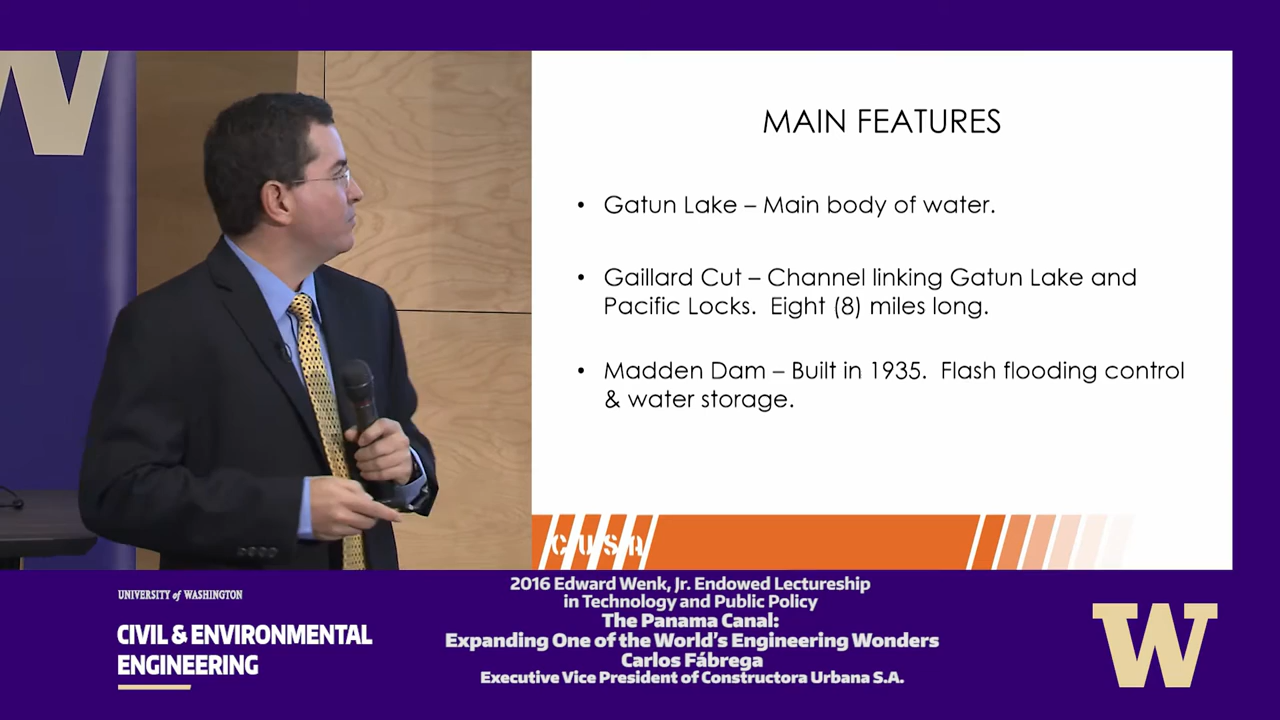 W
MAIN FEATURES
• Gatun Lake – Main body of water.
• Gaillard Cut – Channel linking Gatun Lake and
Pacific Locks. Eight (8) miles long.
• Madden Dam – Built in 1935. Flash flooding control
& water storage.
CUSA
UNIVERSITY of WASHINGTON
CIVIL & ENVIRONMENTAL
ENGINEERING
2016 Edward Wenk, Jr. Endowed Lectureship
in Technology and Public Policy
The Panama Canal:
Expanding One of the World's Engineering Wonders
Carlos Fábrega
Executive Vice President of Constructora Urbana S.A.
W